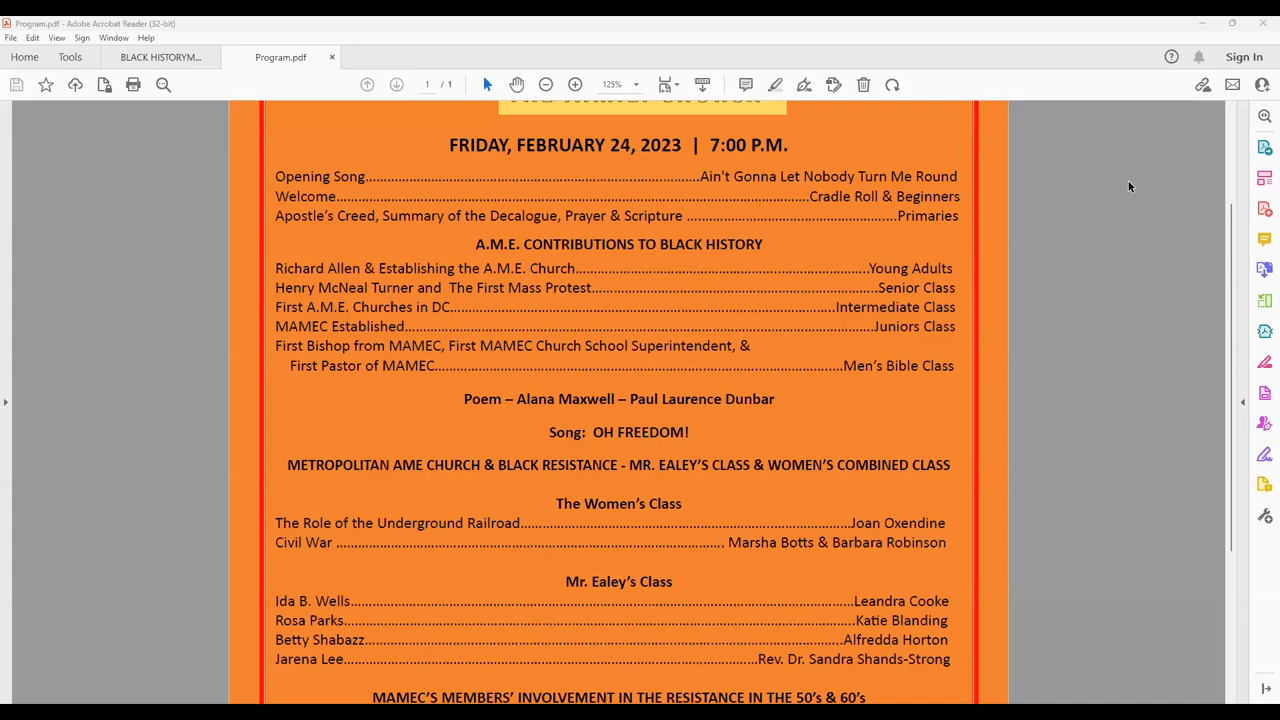 Program.pdf - Adobe Acrobat Reader (32-bit)
File Edit View Sign Window Help
Home Tools BLACK HISTORYM... Program.pdf × Sign In
1 / 1 125%
FRIDAY, FEBRUARY 24, 2023 | 7:00 P.M.
Opening Song......Ain't Gonna Let Nobody Turn Me Round
Welcome......Cradle Roll & Beginners
Apostle's Creed, Summary of the Decalogue, Prayer & Scripture ......Primaries
A.M.E. CONTRIBUTIONS TO BLACK HISTORY
Richard Allen & Establishing the A.M.E. Church......Young Adults
Henry McNeal Turner and The First Mass Protest......Senior Class
First A.M.E. Churches in DC......Intermediate Class
MAMEC Established......Juniors Class
First Bishop from MAMEC, First MAMEC Church School Superintendent, &
First Pastor of MAMEC......Men's Bible Class
Poem – Alana Maxwell – Paul Laurence Dunbar
Song: OH FREEDOM!
METROPOLITAN AME CHURCH & BLACK RESISTANCE - MR. EALEY'S CLASS & WOMEN'S COMBINED CLASS
The Women's Class
The Role of the Underground Railroad......Joan Oxendine
Civil War ...... Marsha Botts & Barbara Robinson
Mr. Ealey's Class
Ida B. Wells......Leandra Cooke
Rosa Parks......Katie Blanding
Betty Shabazz......Alfredda Horton
Jarena Lee......Rev. Dr. Sandra Shands-Strong
MAMEC'S MEMBERS' INVOLVEMENT IN THE RESISTANCE IN THE 50's & 60's